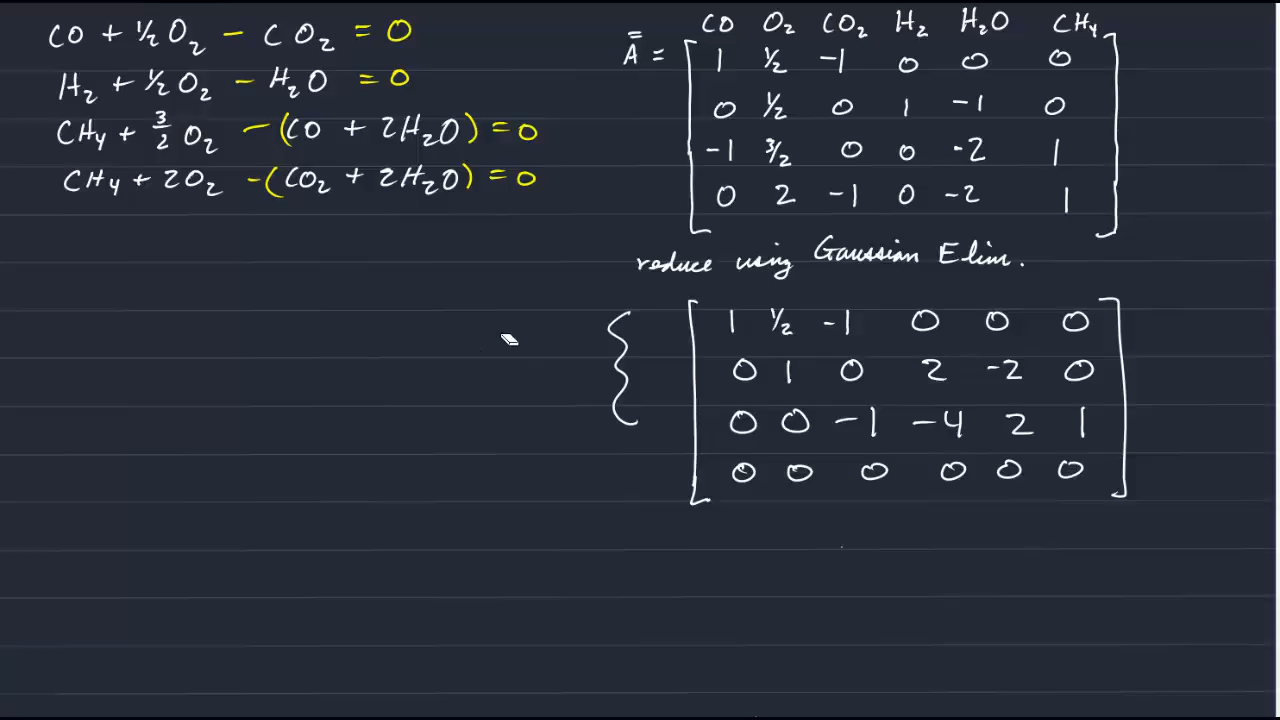 CO + ½ O₂ − CO₂ = 0
H₂ + ½ O₂ − H₂O = 0
CH₄ + 3/2 O₂ − (CO + 2H₂O) = 0
CH₄ + 2O₂ − (CO₂ + 2H₂O) = 0
CO O₂ CO₂ H₂ H₂O CH₄
A̿ = [ 1 ½ -1 0 0 0
0 ½ 0 1 -1 0
-1 3/2 0 0 -2 1
0 2 -1 0 -2 1 ]
reduce using Gaussian Elim.
{ [ 1 ½ -1 0 0 0
0 1 0 2 -2 0
0 0 -1 -4 2 1
0 0 0 0 0 0 ]